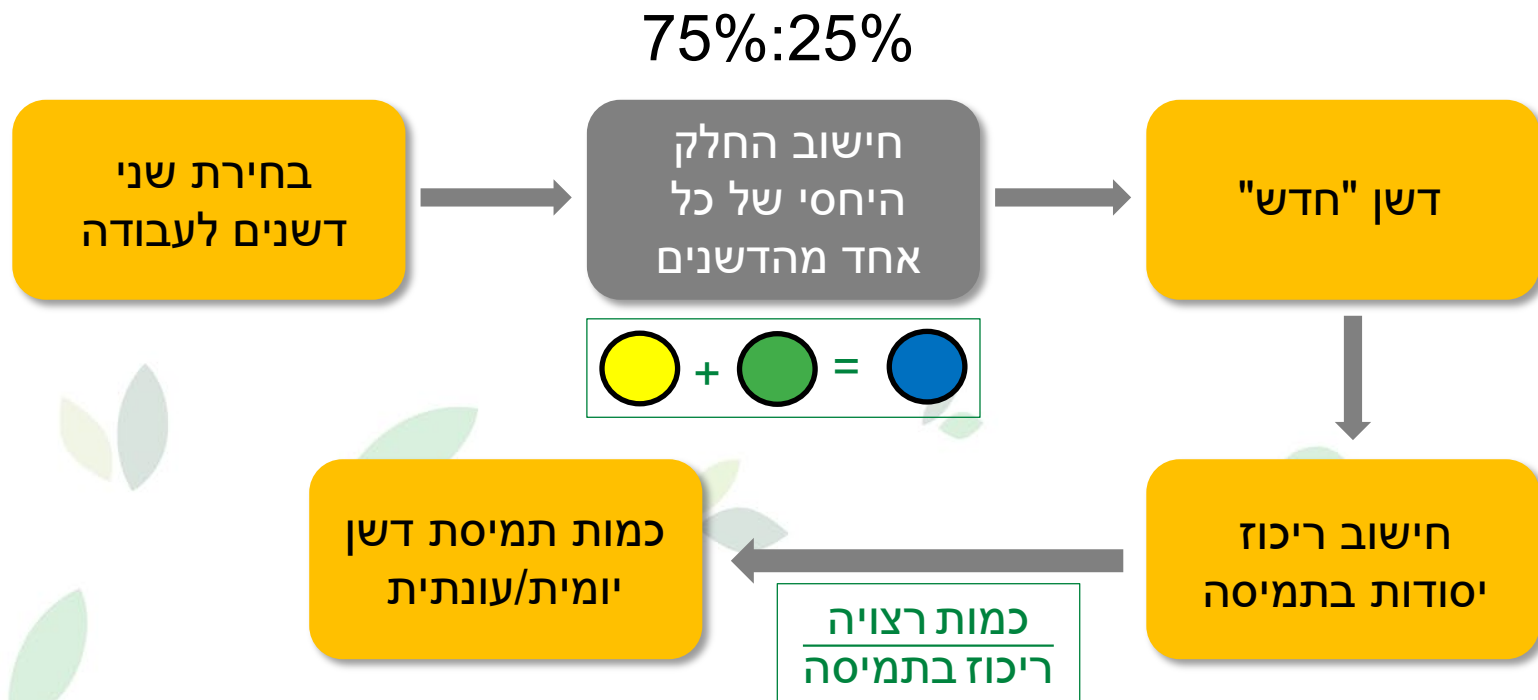 75%:25%
בחירת שני
דשנים לעבודה
חישוב החלק
היחסי של כל
אחד מהדשנים
דשן "חדש"
+ =
חישוב ריכוז
יסודות בתמיסה
כמות רצויה
ריכוז בתמיסה
כמות תמיסת דשן
יומית/עונתית